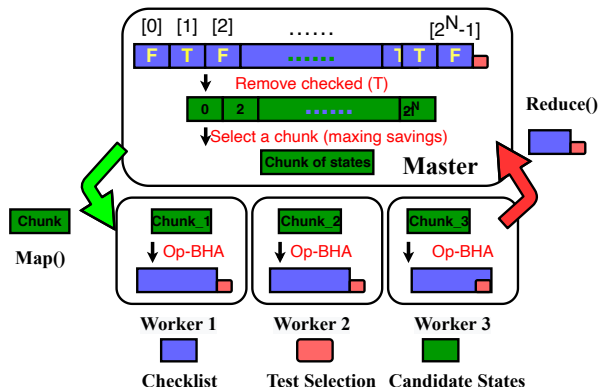 [0] [1] [2] ...... [2^N-1]
F T F ...... T T F
Remove checked (T)
0 2 ......
Select a chunk (maxing savings)
Chunk of states
Master
Reduce()
Chunk
Map()
Chunk_1 Chunk_2 Chunk_3
Op-BHA Op-BHA Op-BHA
Worker 1 Worker 2 Worker 3
Checklist Test Selection Candidate States